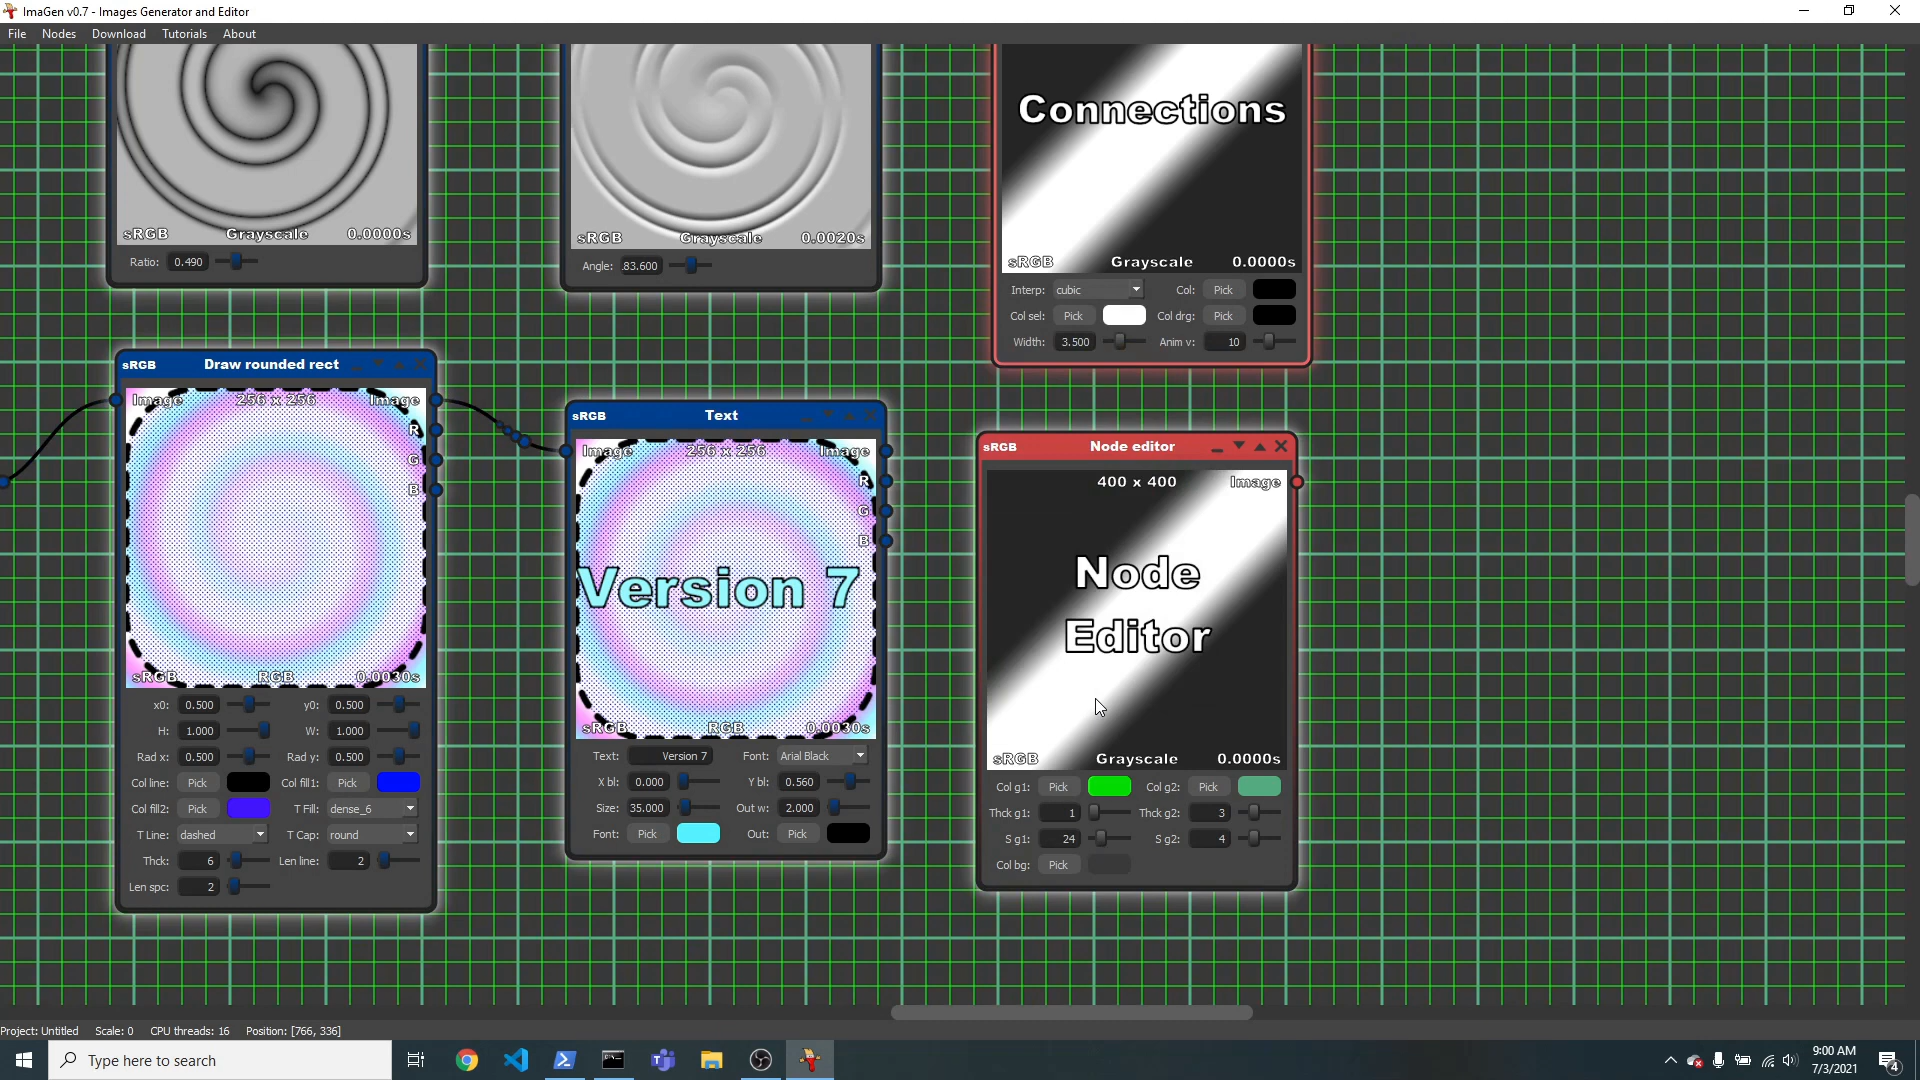 ImaGen v0.7 - Images Generator and Editor
File Nodes Download Tutorials About
sRGB Grayscale 0.0000s
Ratio: 0.490
sRGB Grayscale 0.0020s
Angle: 83.600
Connections
sRGB Grayscale 0.0000s
Interp: cubic Col: Pick
Col sel: Pick Col drg: Pick
Width: 3.500 Anim v: 10
sRGB Draw rounded rect
Image 256 x 256 Image
R
G
B
sRGB RGB 0.0030s
x0: 0.500 y0: 0.500
H: 1.000 W: 1.000
Rad x: 0.500 Rad y: 0.500
Col line: Pick Col fill1: Pick
Col fill2: Pick T Fill: dense_6
T Line: dashed T Cap: round
Thck: 6 Len line: 2
Len spc: 2
sRGB Text
Image 256 x 256 Image
R
G
B
Version 7
sRGB RGB 0.0030s
Text: Version 7 Font: Arial Black
X bl: 0.000 Y bl: 0.560
Size: 35.000 Out w: 2.000
Font: Pick Out: Pick
sRGB Node editor
400 x 400 Image
Node
Editor
sRGB Grayscale 0.0000s
Col g1: Pick Col g2: Pick
Thck g1: 1 Thck g2: 3
S g1: 24 S g2: 4
Col bg: Pick
Project: Untitled Scale: 0 CPU threads: 16 Position: [766, 336]
Type here to search
9:00 AM
7/3/2021
4